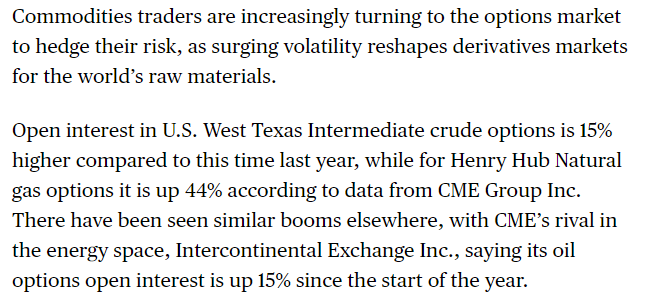 Commodities traders are increasingly turning to the options market
to hedge their risk, as surging volatility reshapes derivatives markets
for the world’s raw materials.
Open interest in U.S. West Texas Intermediate crude options is 15%
higher compared to this time last year, while for Henry Hub Natural
gas options it is up 44% according to data from CME Group Inc.
There have been seen similar booms elsewhere, with CME’s rival in
the energy space, Intercontinental Exchange Inc., saying its oil
options open interest is up 15% since the start of the year.